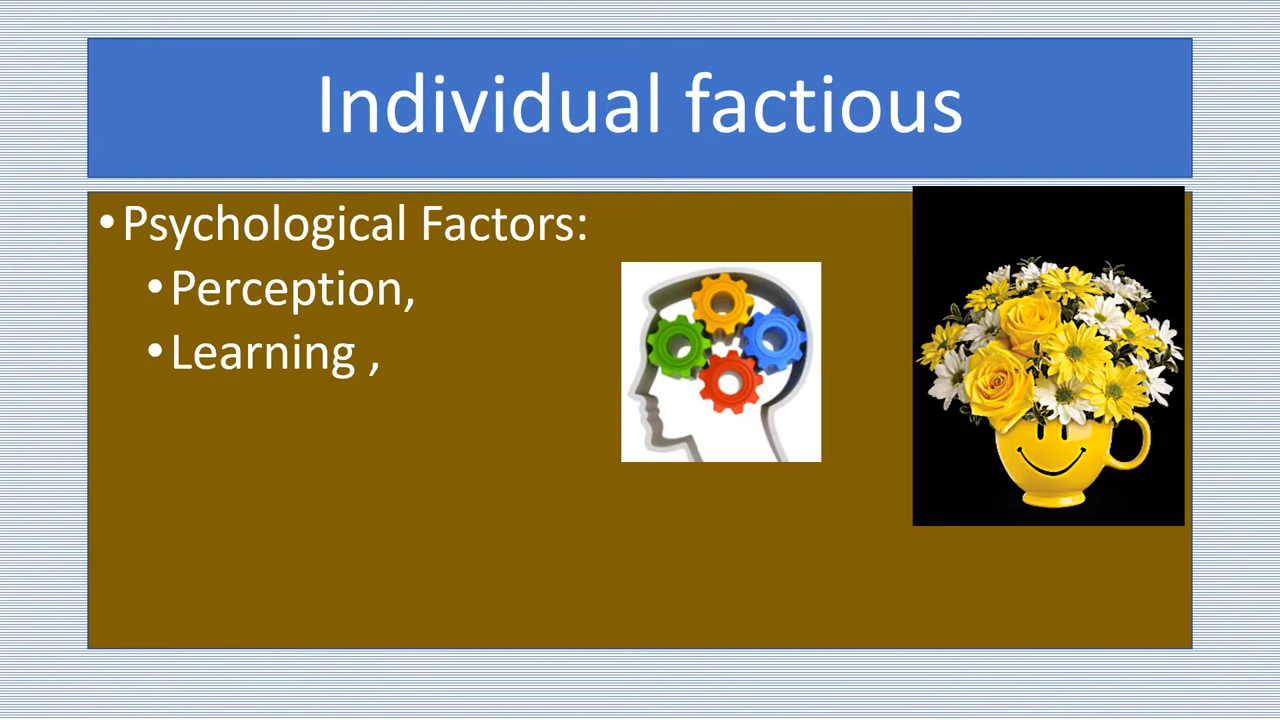 Individual factious
•Psychological Factors:
•Perception,
•Learning ,